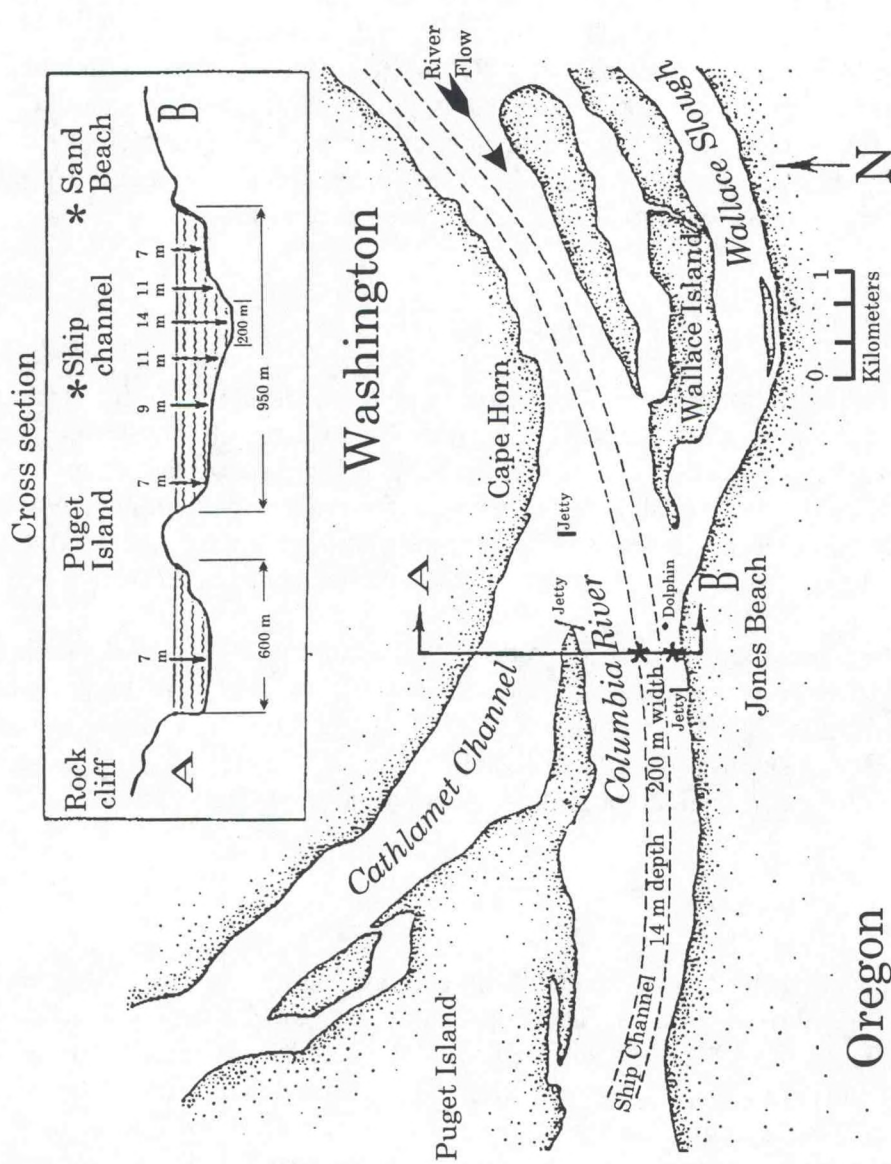 Cross section
Rock
cliff
Puget
Island
*Ship
channel
* Sand
Beach
A
B
7
m
7
m
9
m
11
m
14
m
11
m
7
m
200 m
600 m
950 m
Washington
River
Flow
Cape Horn
A
Jetty
Jetty
Cathlamet Channel
Columbia River
Wallace Island
Wallace Slough
Puget Island
Ship Channel
14 m depth
200 m width
Dolphin
Jetty
B
Jones Beach
0
1
Kilometers
N
Oregon